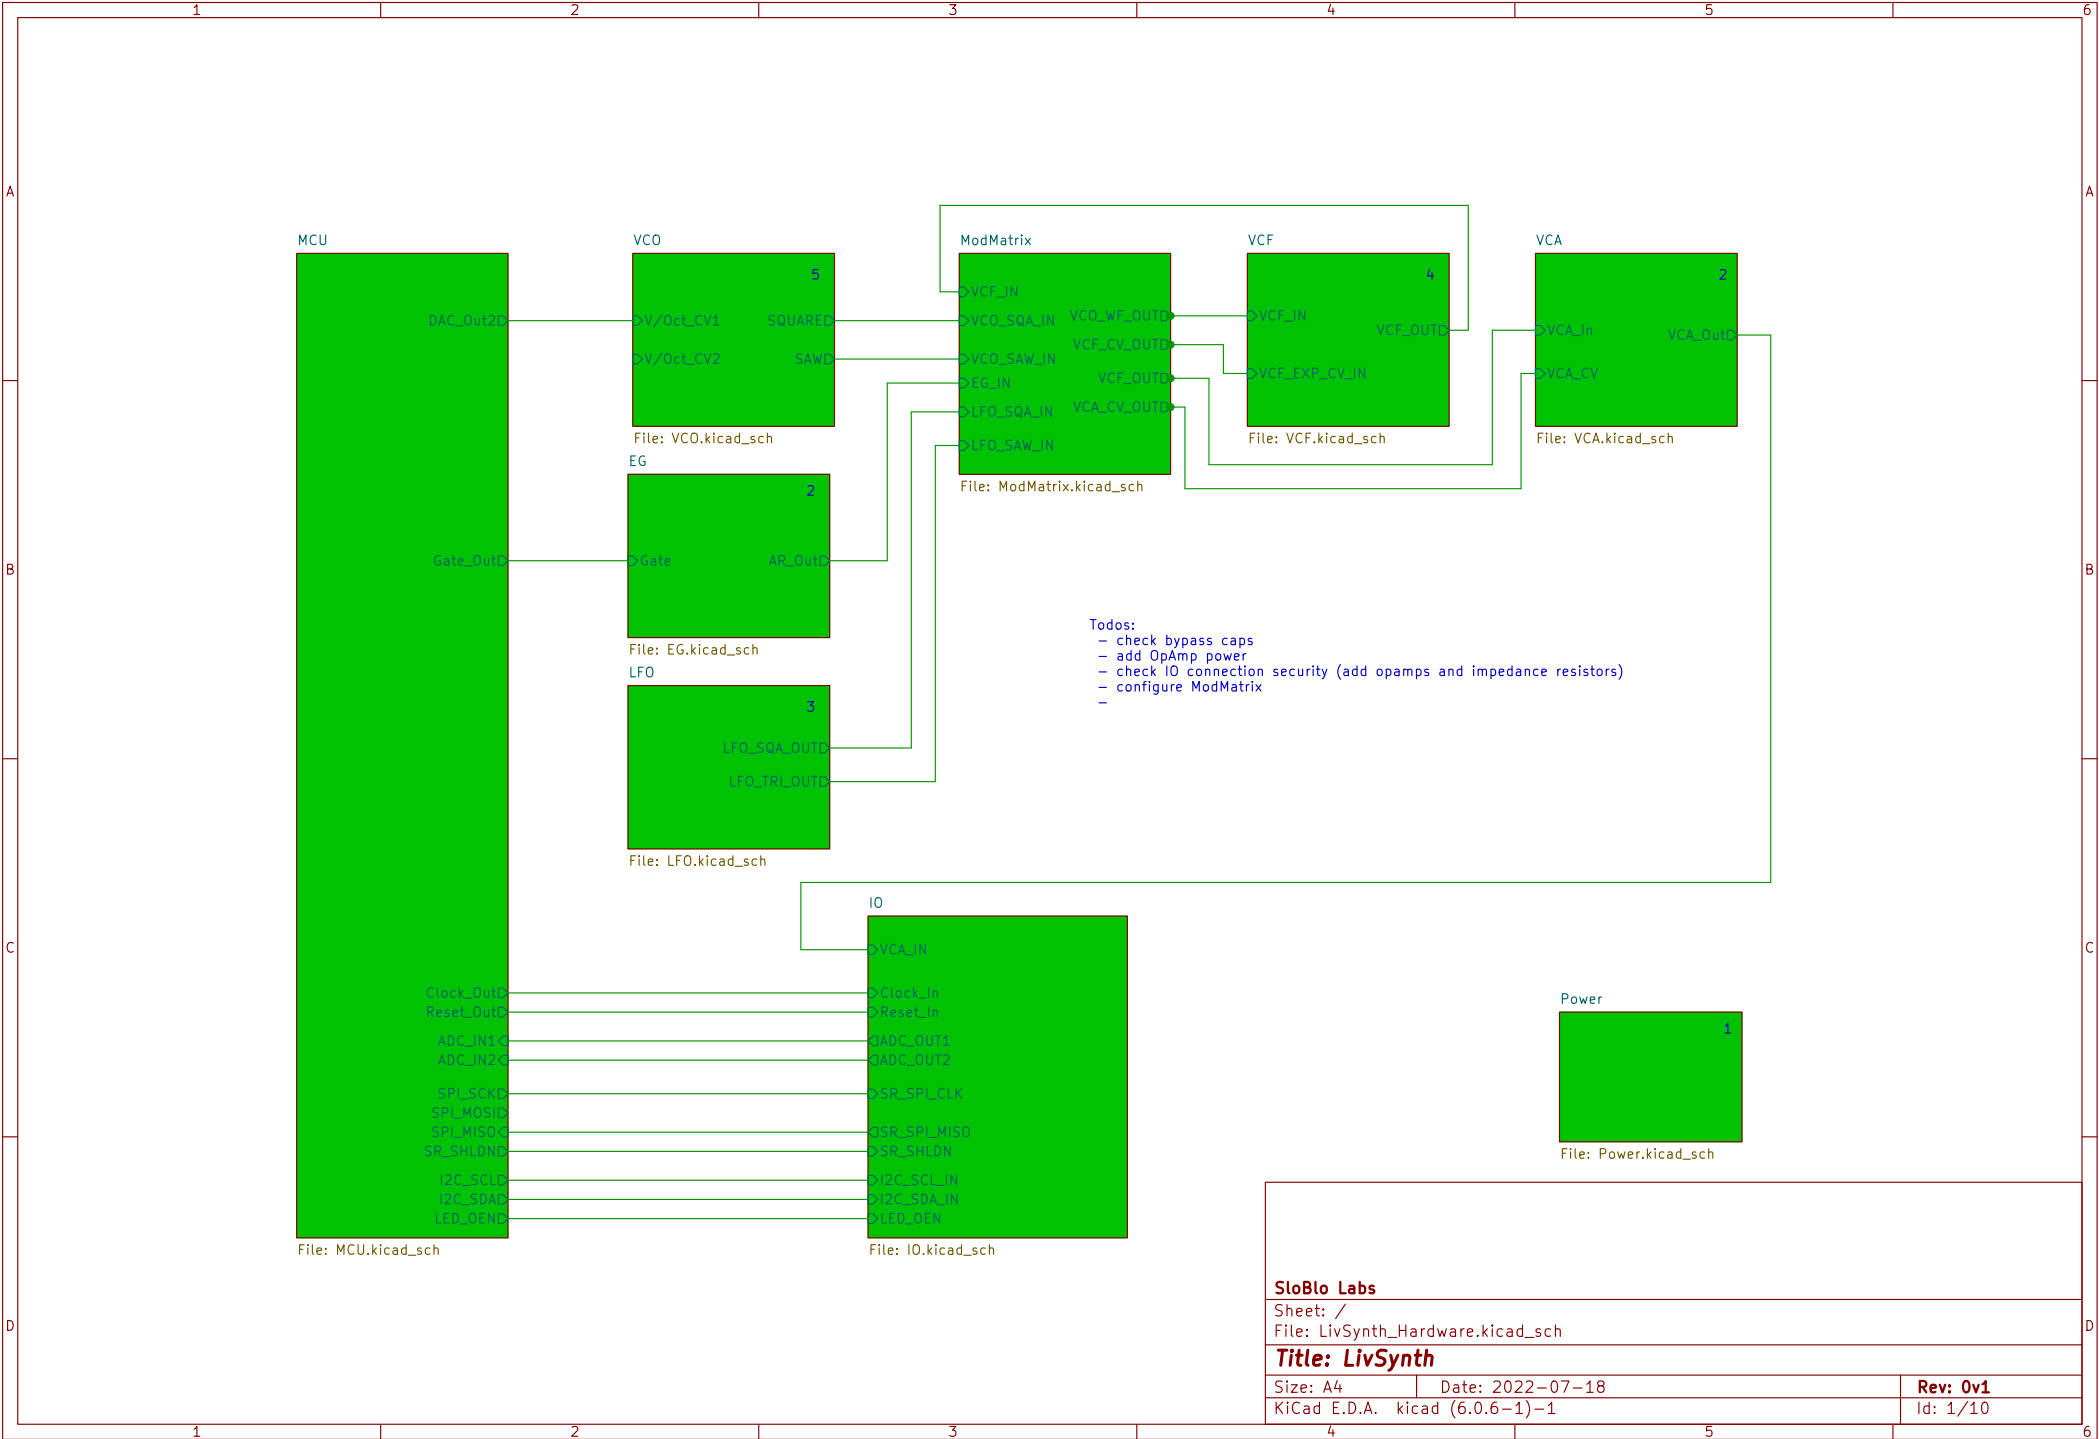 1 2 3 4 5 6
A A
B B
C C
D D
MCU
DAC_Out2
Gate_Out
Clock_Out
Reset_Out
ADC_IN1
ADC_IN2
SPI_SCK
SPI_MOSI
SPI_MISO
SR_SHLDN
I2C_SCL
I2C_SDA
LED_OEN
File: MCU.kicad_sch
VCO
5
V/Oct_CV1 SQUARE
V/Oct_CV2 SAW
File: VCO.kicad_sch
EG
2
Gate AR_Out
File: EG.kicad_sch
LFO
3
LFO_SQA_OUT
LFO_TRI_OUT
File: LFO.kicad_sch
ModMatrix
VCF_IN
VCO_SQA_IN
VCO_SAW_IN
EG_IN
LFO_SQA_IN
LFO_SAW_IN
VCO_WF_OUT
VCF_CV_OUT
VCF_OUT
VCA_CV_OUT
File: ModMatrix.kicad_sch
VCF
4
VCF_IN
VCF_OUT
VCF_EXP_CV_IN
File: VCF.kicad_sch
VCA
2
VCA_In
VCA_Out
VCA_CV
File: VCA.kicad_sch
Todos:
- check bypass caps
- add OpAmp power
- check IO connection security (add opamps and impedance resistors)
- configure ModMatrix
-
IO
VCA_IN
Clock_In
Reset_In
ADC_OUT1
ADC_OUT2
SR_SPI_CLK
SR_SPI_MISO
SR_SHLDN
I2C_SCL_IN
I2C_SDA_IN
LED_OEN
File: IO.kicad_sch
Power
1
File: Power.kicad_sch
SloBlo Labs
Sheet: /
File: LivSynth_Hardware.kicad_sch
Title: LivSynth
Size: A4 Date: 2022-07-18 Rev: 0v1
KiCad E.D.A. kicad (6.0.6-1)-1 Id: 1/10
1 2 3 4 5 6